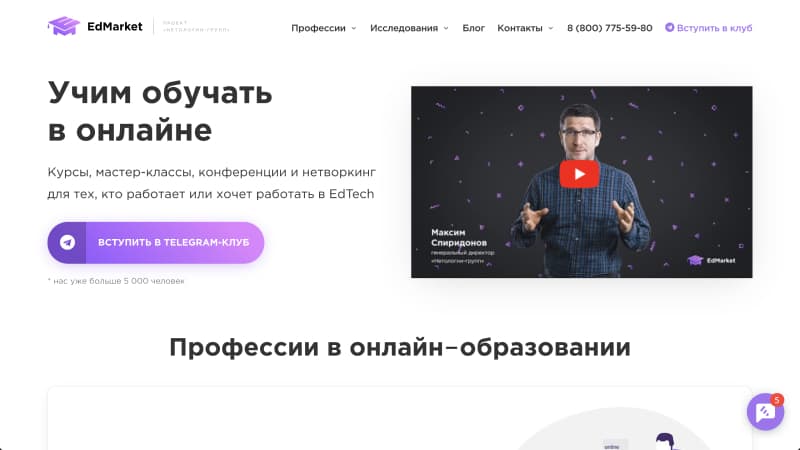 EdMarket
ПРОЕКТ
«НЕТОЛОГИИ-ГРУПП»
Профессии
Исследования
Блог
Контакты
8 (800) 775-59-80
Вступить в клуб
Учим обучать
в онлайне
Курсы, мастер-классы, конференции и нетворкинг
для тех, кто работает или хочет работать в EdTech
ВСТУПИТЬ В TELEGRAM-КЛУБ
* нас уже больше 5 000 человек
Максим
Спиридонов
генеральный директор
«Нетологии-групп»
EdMarket
Профессии в онлайн-образовании
online
5